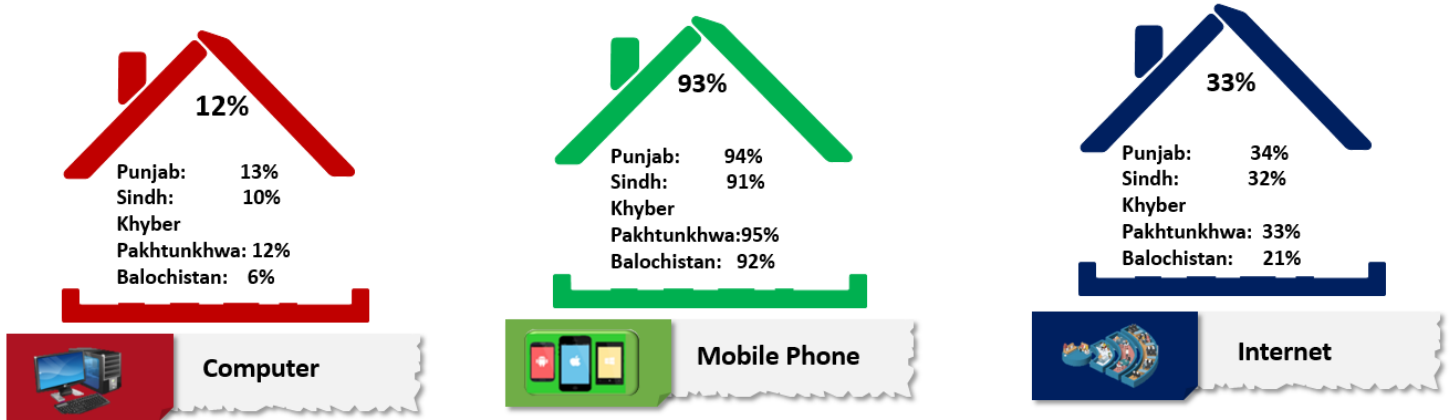 12%
Punjab: 13%
Sindh: 10%
Khyber
Pakhtunkhwa: 12%
Balochistan: 6%
Computer
93%
Punjab: 94%
Sindh: 91%
Khyber
Pakhtunkhwa:95%
Balochistan: 92%
Mobile Phone
33%
Punjab: 34%
Sindh: 32%
Khyber
Pakhtunkhwa: 33%
Balochistan: 21%
Internet